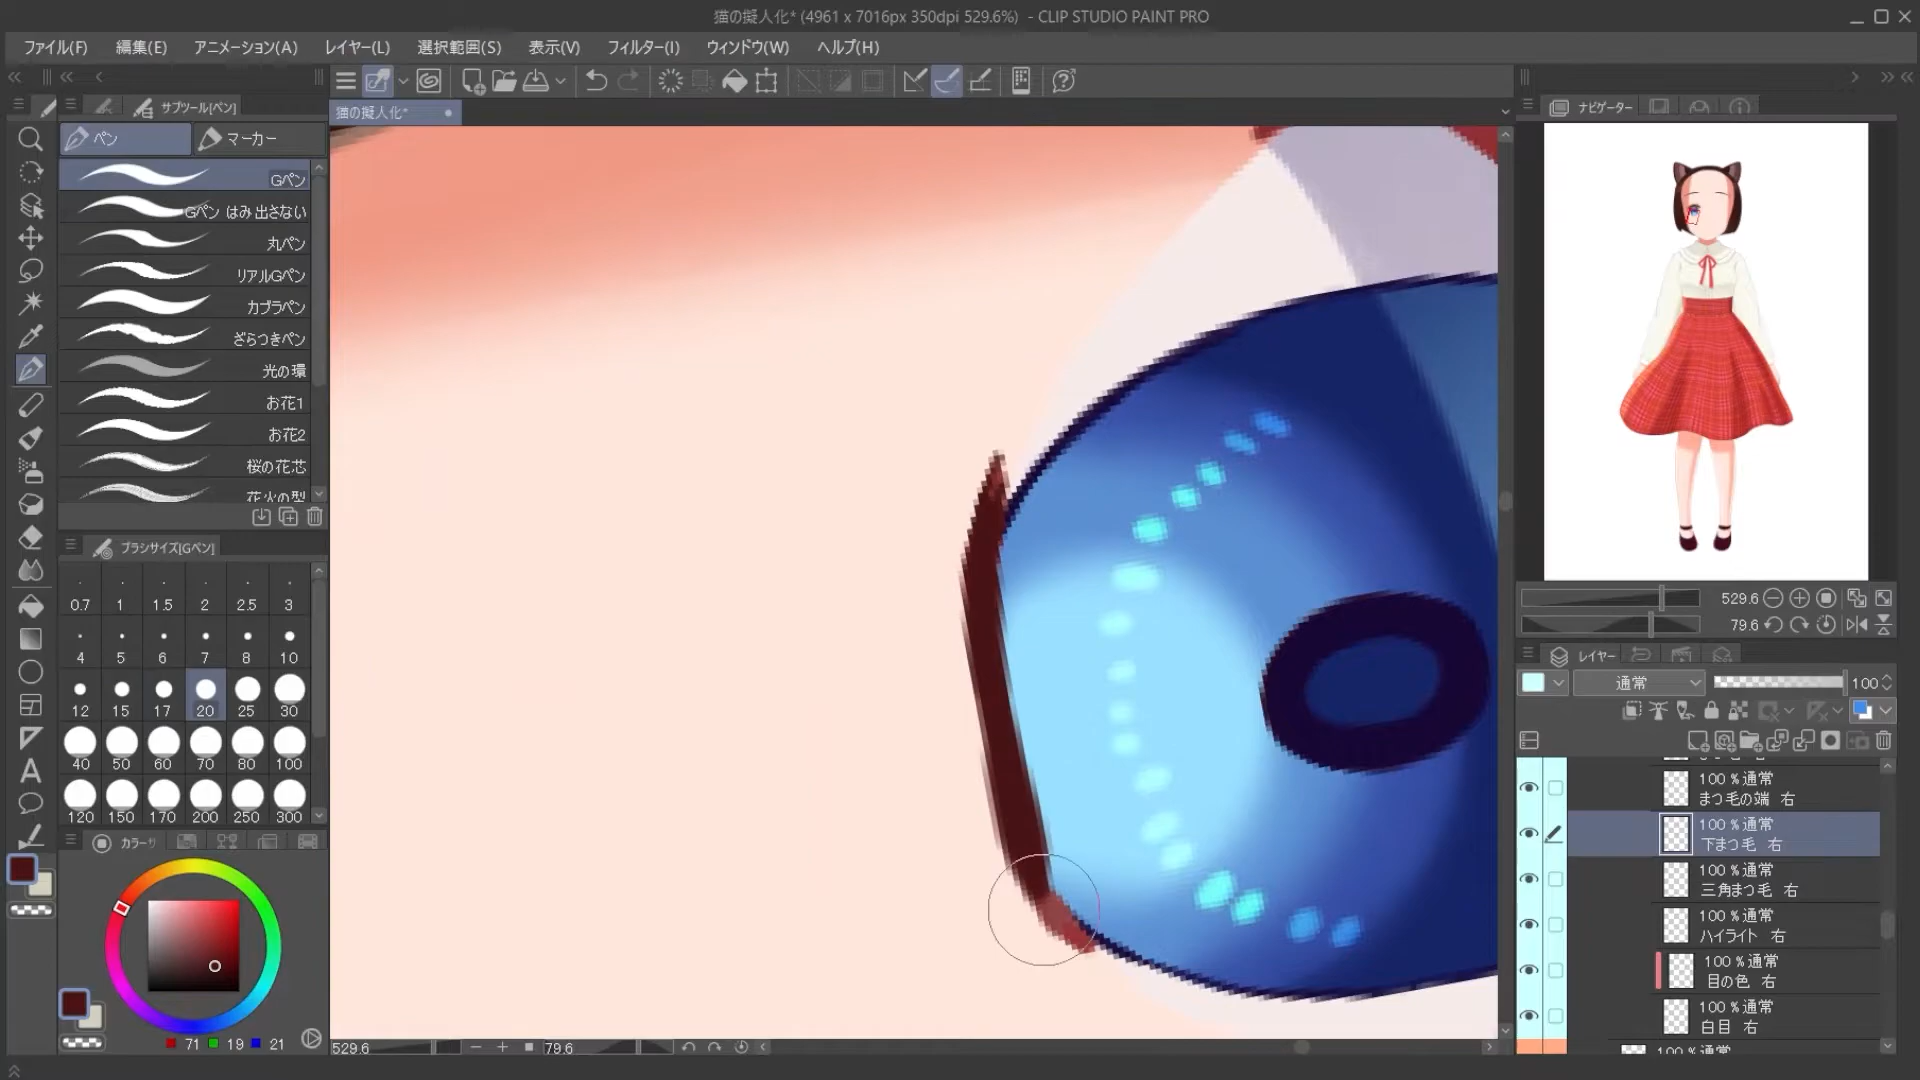 猫の擬人化* (4961 x 7016px 350dpi 529.6%) - CLIP STUDIO PAINT PRO
ファイル(F) 編集(E) アニメーション(A) レイヤー(L) 選択範囲(S) 表示(V) フィルター(I) ウィンドウ(W) ヘルプ(H)
サブツール[ペン]
猫の擬人化*
ナビゲーター
ペン
マーカー
Gペン
Gペン はみ出さない
丸ペン
リアルGペン
カブラペン
ざらつきペン
光の環
お花1
お花2
桜の花芯
花火の型
ブラシサイズ[Gペン]
0.7 1 1.5 2 2.5 3
4 5 6 7 8 10
12 15 17 20 25 30
40 50 60 70 80 100
120 150 170 200 250 300
カラーサ
71 19 21
529.6
79.6
529.6
79.6
レイヤー
通常 100
100 %通常
まつ毛の端 右
100 %通常
下まつ毛 右
100 %通常
三角まつ毛 右
100 %通常
ハイライト 右
100 %通常
目の色 右
100 %通常
白目 右
100 %通常